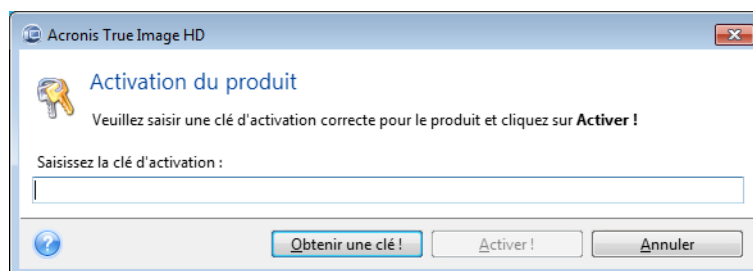 Acronis True Image HD
Activation du produit
Veuillez saisir une clé d'activation correcte pour le produit et cliquez sur Activer !
Saisissez la clé d'activation :
Obtenir une clé ! Activer ! Annuler